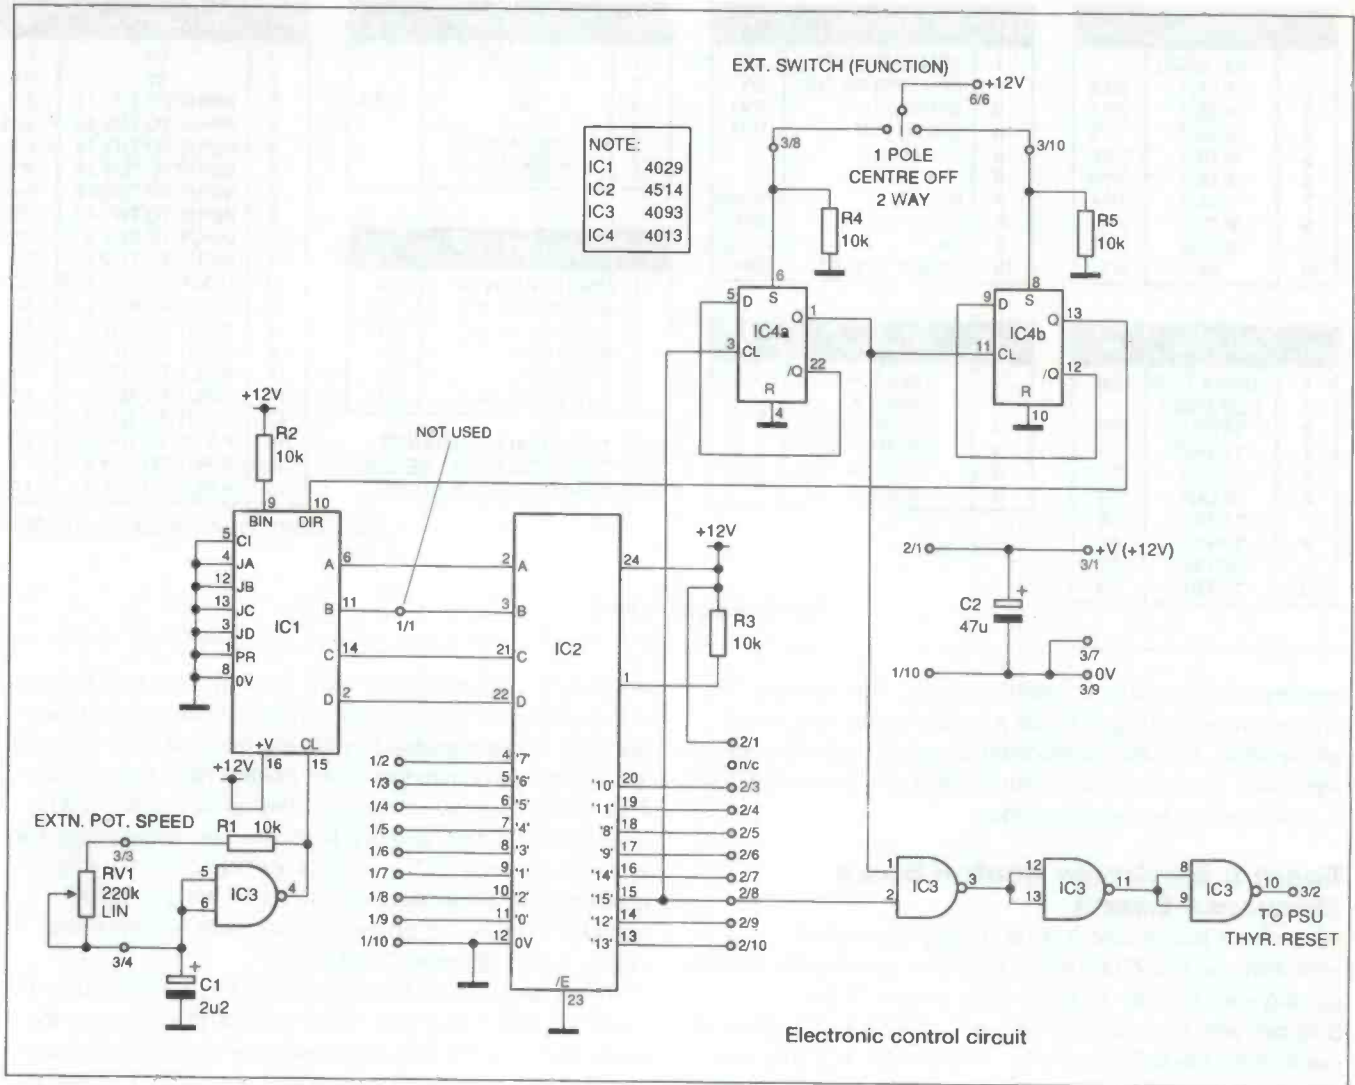 EXT. SWITCH (FUNCTION)
+12V
6/6
3/8
3/10
1 POLE
CENTRE OFF
2 WAY
NOTE:
IC1 4029
IC2 4514
IC3 4093
IC4 4013
R4
10k
R5
10k
6
5 D S Q 1
IC4a
3 CL
/Q 22
R
4
8
9 D S Q 13
IC4b
11 CL
/Q 12
R
10
+12V
R2
10k
NOT USED
9 10
BIN DIR
5 CI
4 JA
12 JB
13 JC
3 JD
1 PR
8 0V
IC1
A 6
B 11
C 14
D 2
1/1
+V CL
16 15
+12V
2 A
3 B
21 C
22 D
IC2
24
1
+12V
R3
10k
2/1
+V (+12V)
3/1
C2
47u
+
3/7
1/10
0V
3/9
1/2 4 '7'
1/3 5 '6'
1/4 6 '5'
1/5 7 '4'
1/6 8 '3'
1/7 9 '1'
1/8 10 '2'
1/9 11 '0'
1/10 12 0V
/E
23
2/1
n/c
'10' 20 2/3
'11' 19 2/4
'8' 18 2/5
'9' 17 2/6
'14' 16 2/7
'15' 15 2/8
'12' 14 2/9
'13' 13 2/10
EXTN. POT. SPEED
3/3
R1 10k
RV1
220k
LIN
5
6
IC3
4
3/4
+
C1
2u2
1
2
IC3
3
12
13
IC3
11
8
9
IC3
10
3/2
TO PSU
THYR. RESET
Electronic control circuit